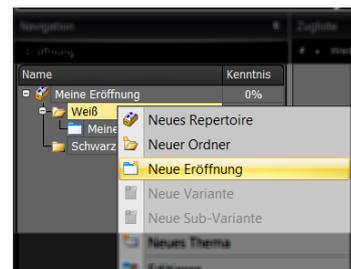 Navigation
Zugliste
Eröffnung
Name Kenntnis
Meine Eröffnung 0%
Weiß
Meine
Schwarz
Neues Repertoire
Neuer Ordner
Neue Eröffnung
Neue Variante
Neue Sub-Variante
Neues Thema
Editieren